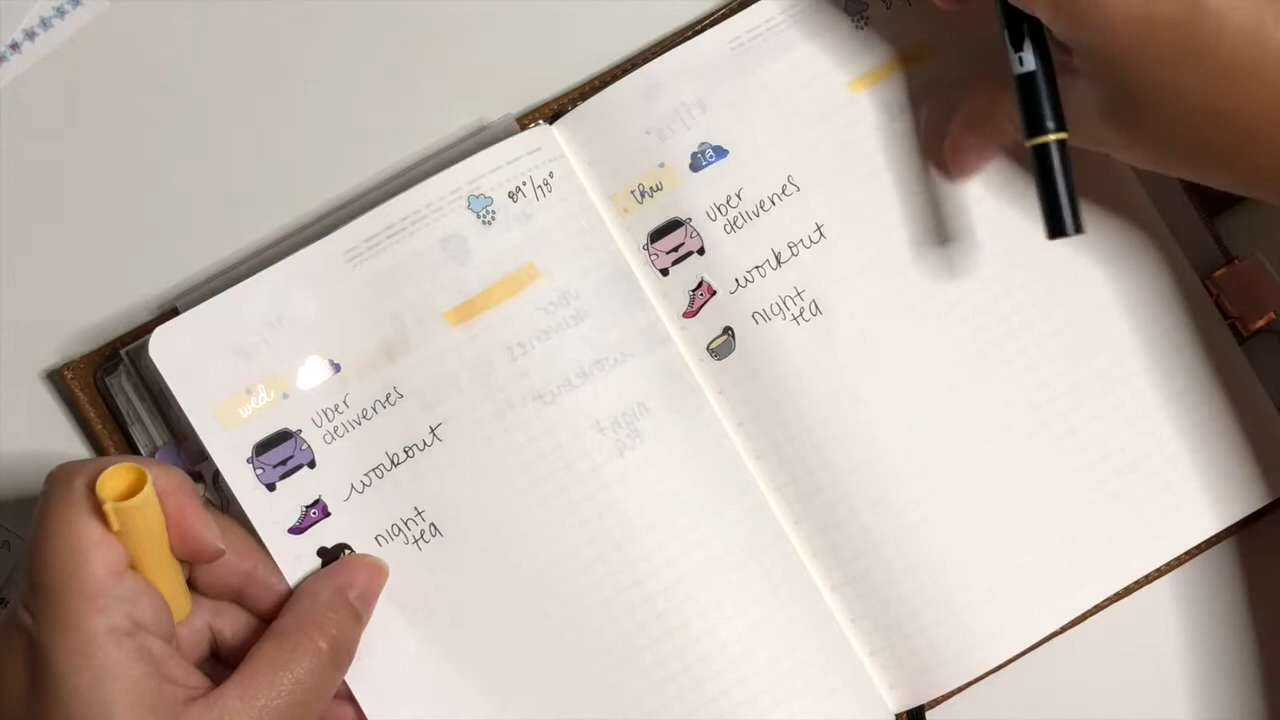 89°/78°
wed
Uber
deliveries
workout
night
tea
thu
18
Uber
deliveries
workout
night
tea